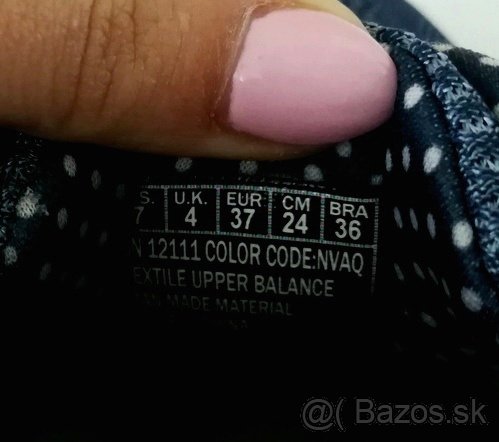 S. U.K. EUR CM BRA
7 4 37 24 36
N 12111 COLOR CODE:NVAQ
EXTILE UPPER BALANCE
MADE MATERIAL
@( Bazos.sk